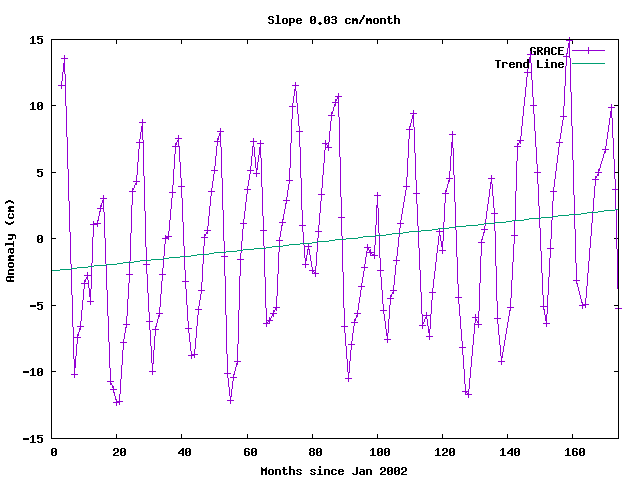 Slope 0.03 cm/month
GRACE
Trend Line
15
10
5
0
-5
-10
-15
Anomaly (cm)
0 20 40 60 80 100 120 140 160
Months since Jan 2002